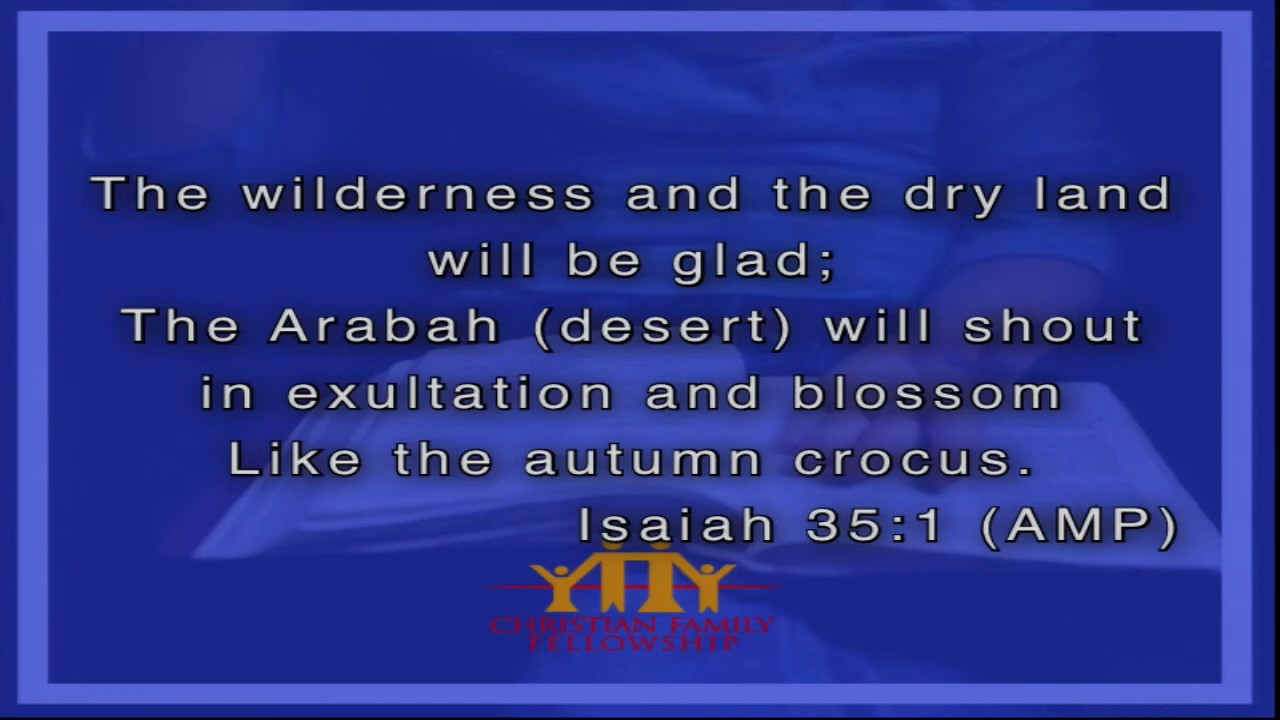 The wilderness and the dry land
will be glad;
The Arabah (desert) will shout
in exultation and blossom
Like the autumn crocus.
Isaiah 35:1 (AMP)
CHRISTIAN FAMILY
FELLOWSHIP